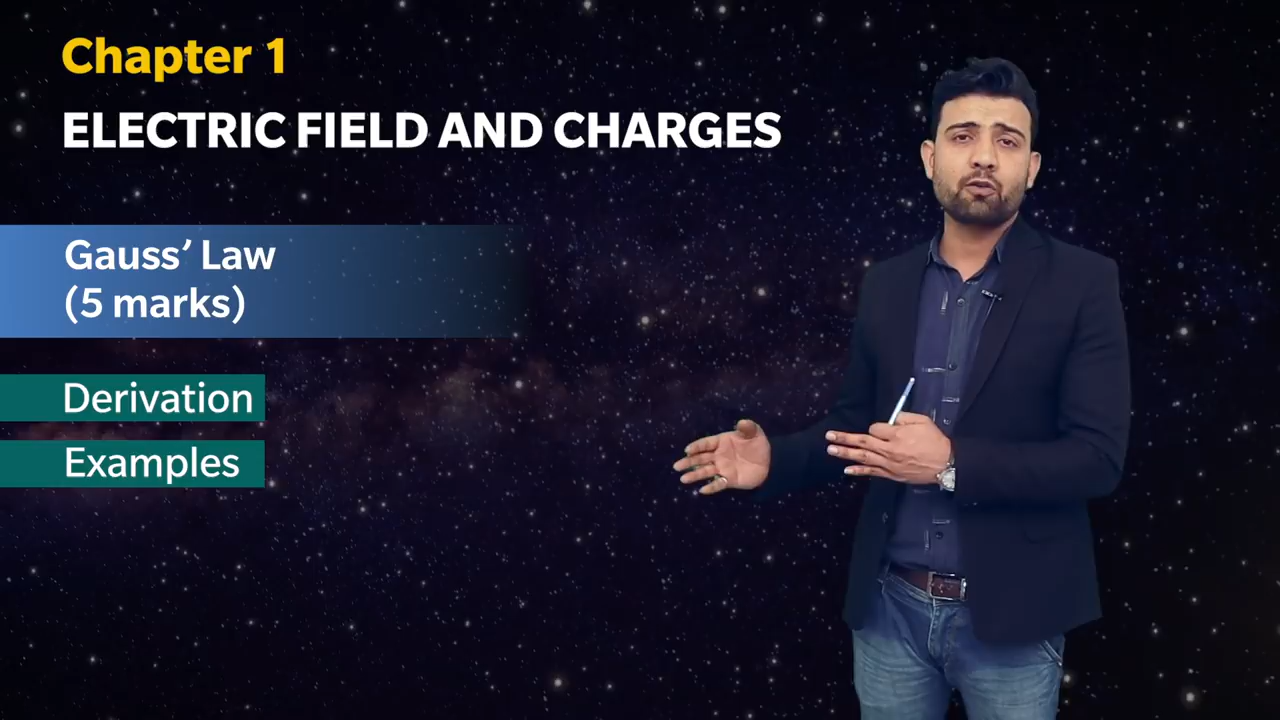 Chapter 1
ELECTRIC FIELD AND CHARGES
Gauss’ Law
(5 marks)
Derivation
Examples